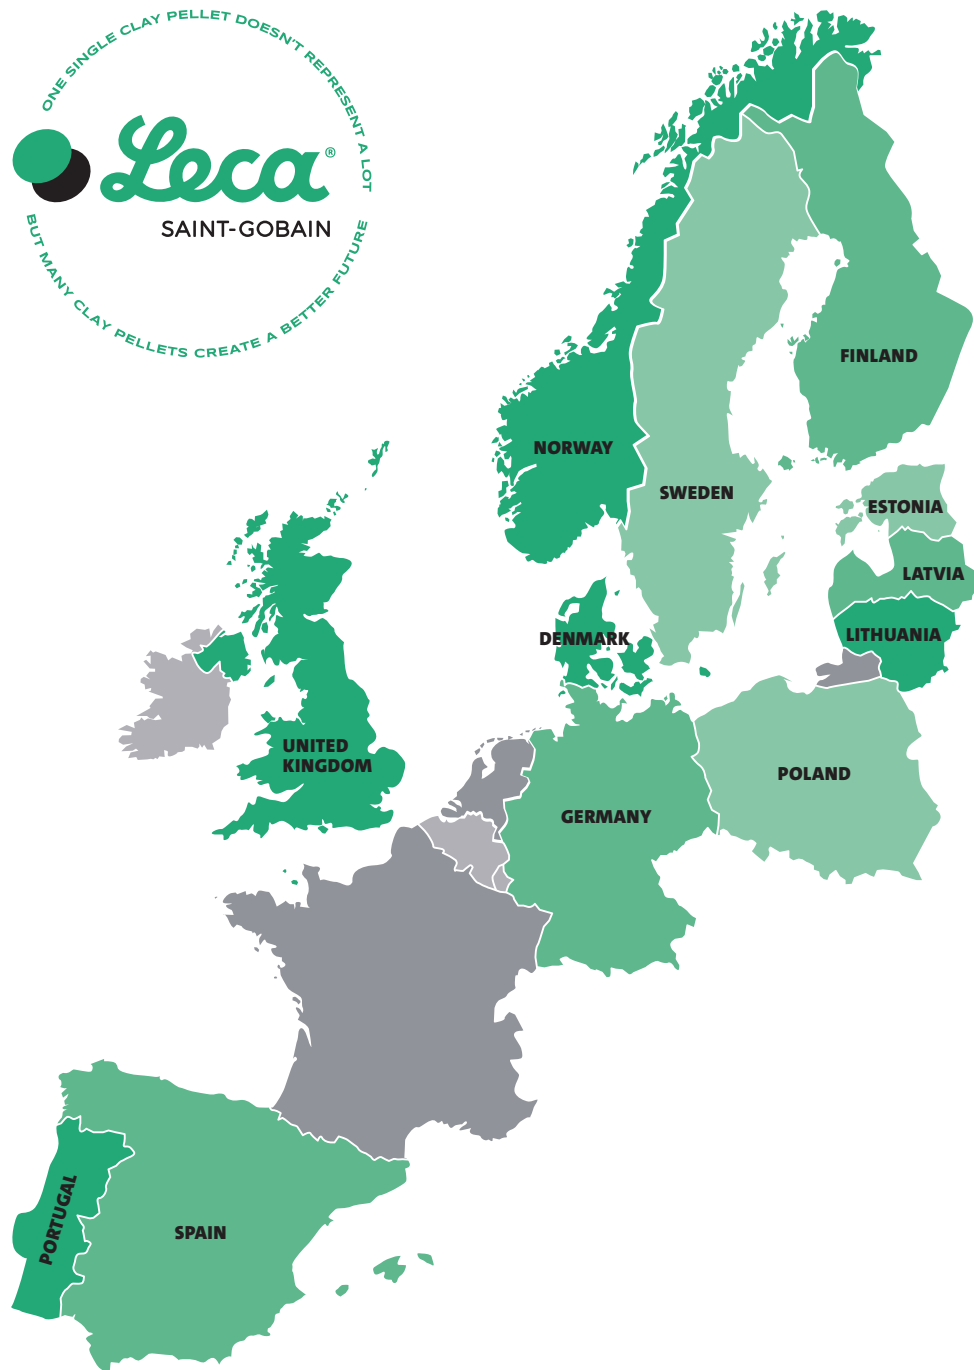 ONE SINGLE CLAY PELLET DOESN'T REPRESENT A LOT
Leca®
SAINT-GOBAIN
BUT MANY CLAY PELLETS CREATE A BETTER FUTURE
FINLAND
NORWAY
SWEDEN
ESTONIA
LATVIA
LITHUANIA
DENMARK
UNITED
KINGDOM
POLAND
GERMANY
PORTUGAL
SPAIN